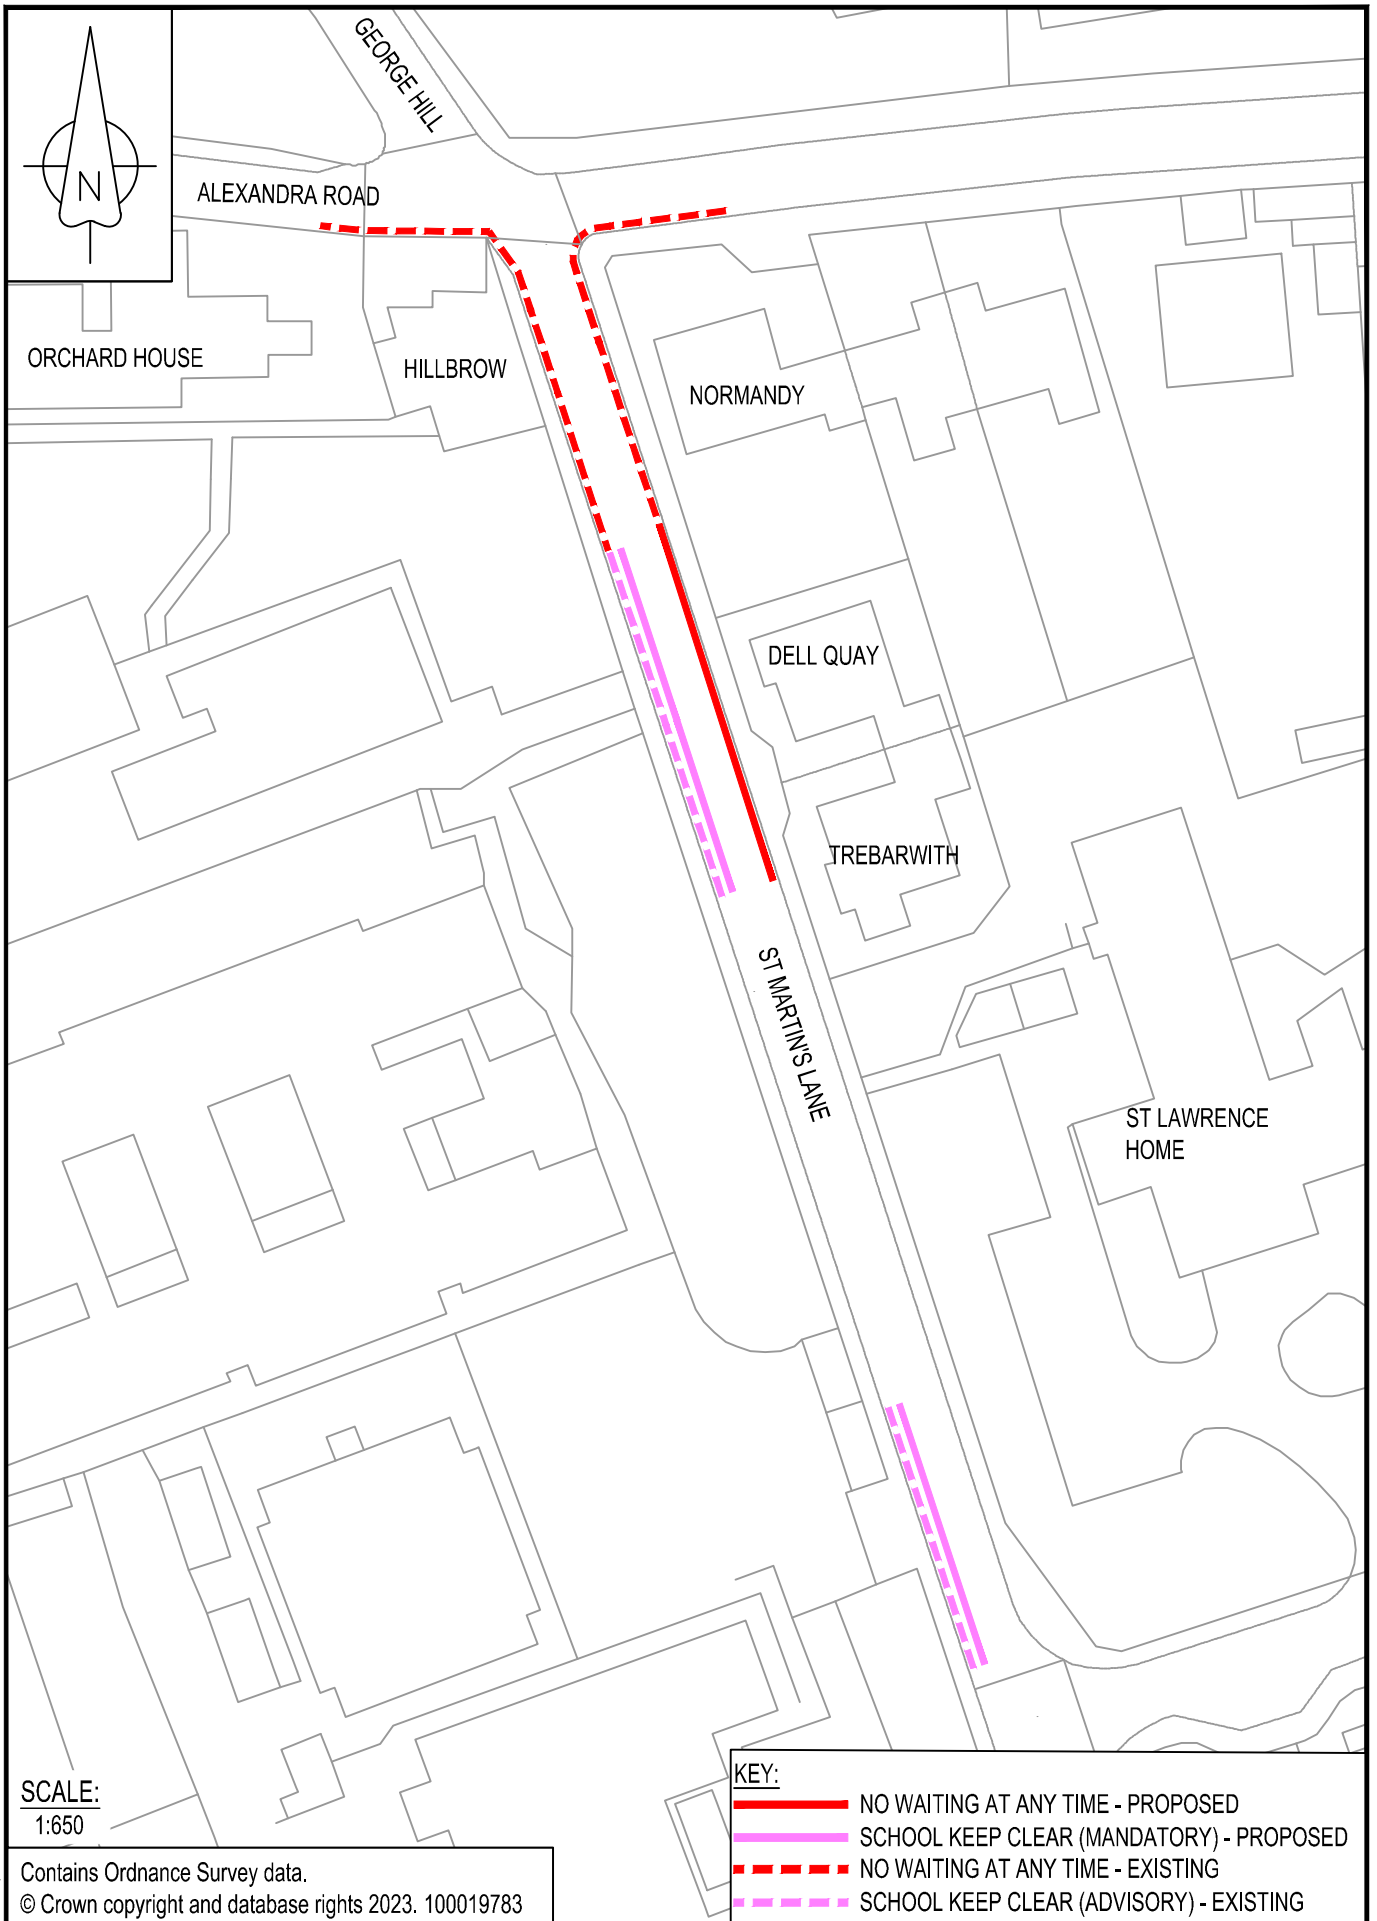 GEORGE HILL
N
ALEXANDRA ROAD
ORCHARD HOUSE
HILLBROW
NORMANDY
DELL QUAY
TREBARWITH
ST MARTIN'S LANE
ST LAWRENCE
HOME
SCALE:
1:650
Contains Ordnance Survey data.
© Crown copyright and database rights 2023. 100019783
KEY:
NO WAITING AT ANY TIME - PROPOSED
SCHOOL KEEP CLEAR (MANDATORY) - PROPOSED
NO WAITING AT ANY TIME - EXISTING
SCHOOL KEEP CLEAR (ADVISORY) - EXISTING